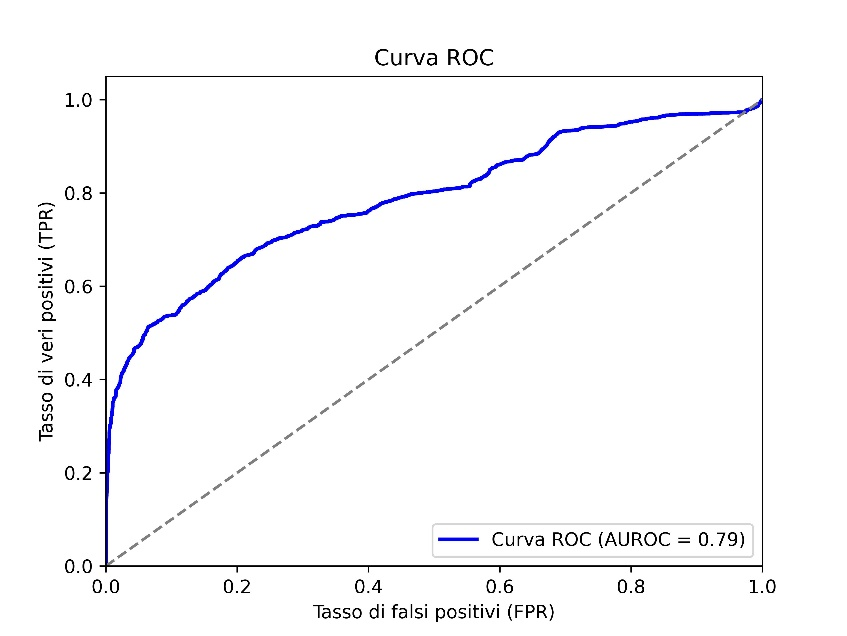 Curva ROC
1.0
0.8
0.6
0.4
0.2
0.0
Tasso di veri positivi (TPR)
Curva ROC (AUROC = 0.79)
0.0 0.2 0.4 0.6 0.8 1.0
Tasso di falsi positivi (FPR)